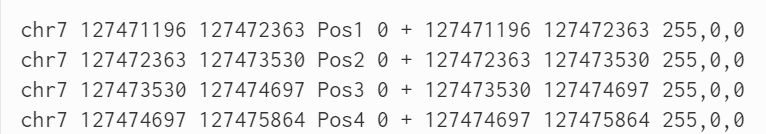 chr7 127471196 127472363 Pos1 0 + 127471196 127472363 255,0,0
chr7 127472363 127473530 Pos2 0 + 127472363 127473530 255,0,0
chr7 127473530 127474697 Pos3 0 + 127473530 127474697 255,0,0
chr7 127474697 127475864 Pos4 0 + 127474697 127475864 255,0,0